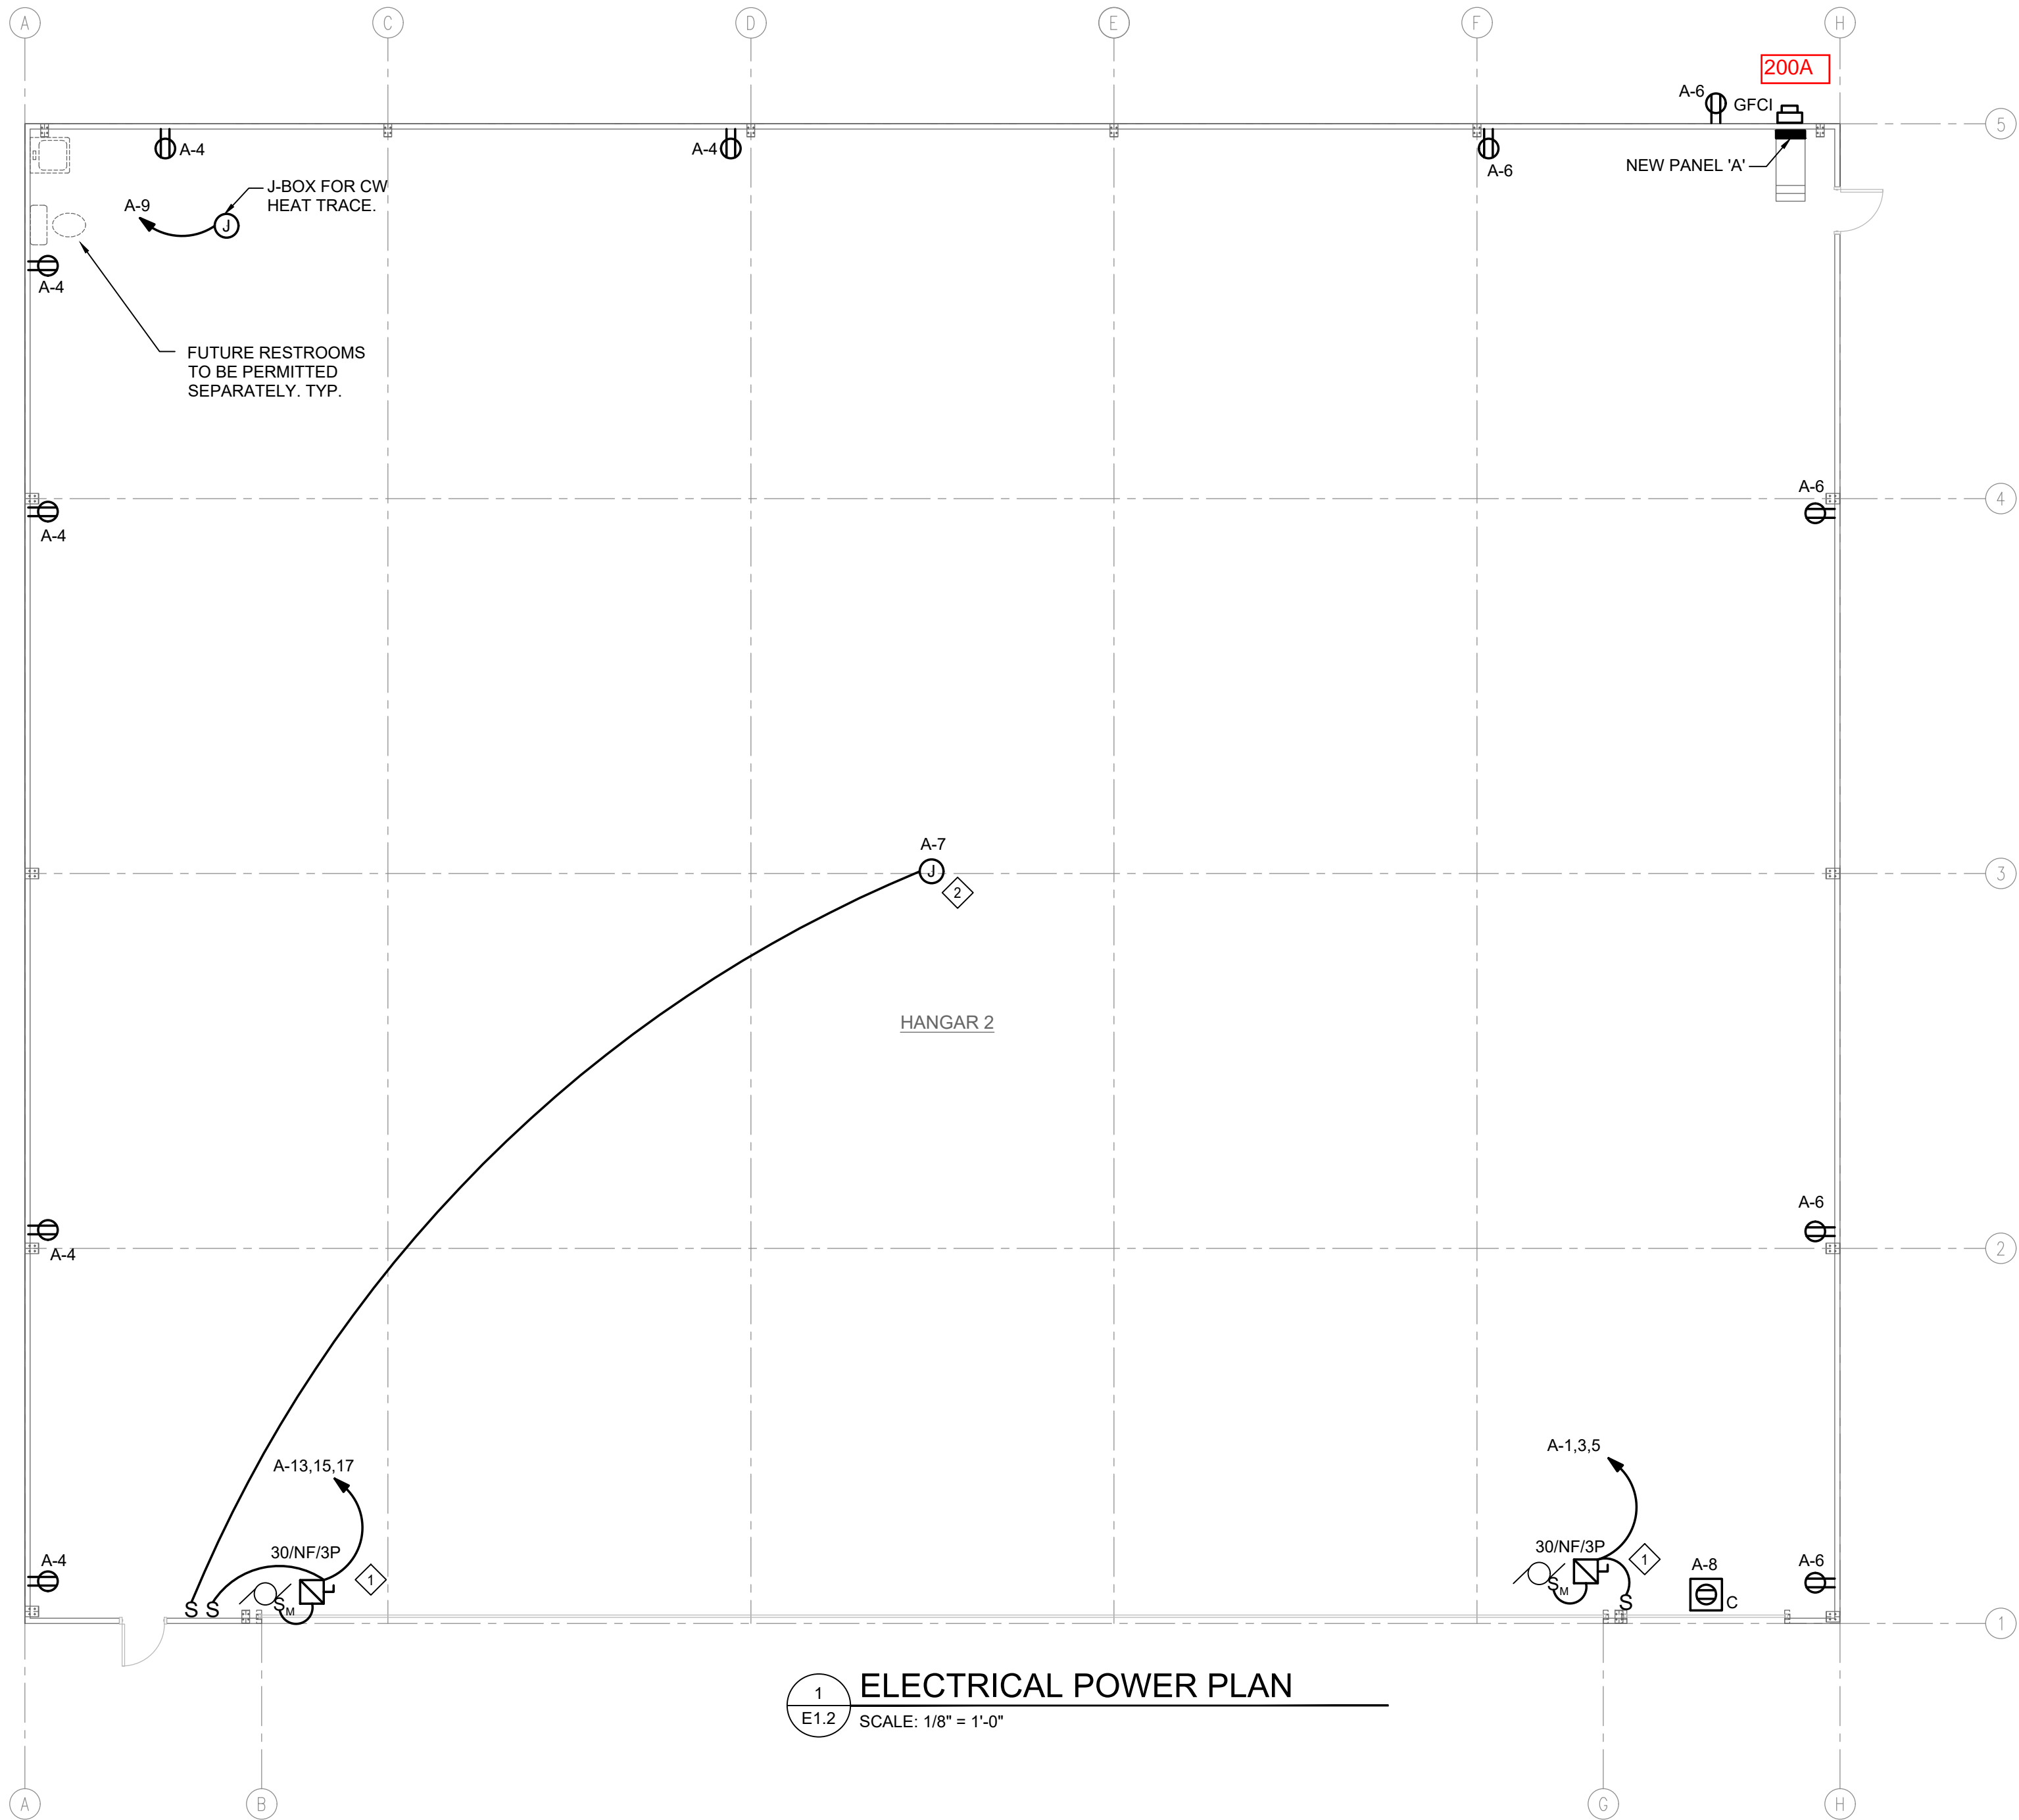 A
C
D
E
F
H
200A
A-6
GFCI
5
A-4
A-4
A-6
NEW PANEL 'A'
J-BOX FOR CW
HEAT TRACE.
A-9
J
A-4
FUTURE RESTROOMS
TO BE PERMITTED
SEPARATELY. TYP.
A-6
4
A-4
A-7
J
3
2
HANGAR 2
A-6
2
A-4
A-13,15,17
A-1,3,5
30/NF/3P
30/NF/3P
A-4
1
1
A-8
A-6
S
S
SM
SM
S
C
1
1
E1.2
ELECTRICAL POWER PLAN
SCALE: 1/8" = 1'-0"
A
B
G
H